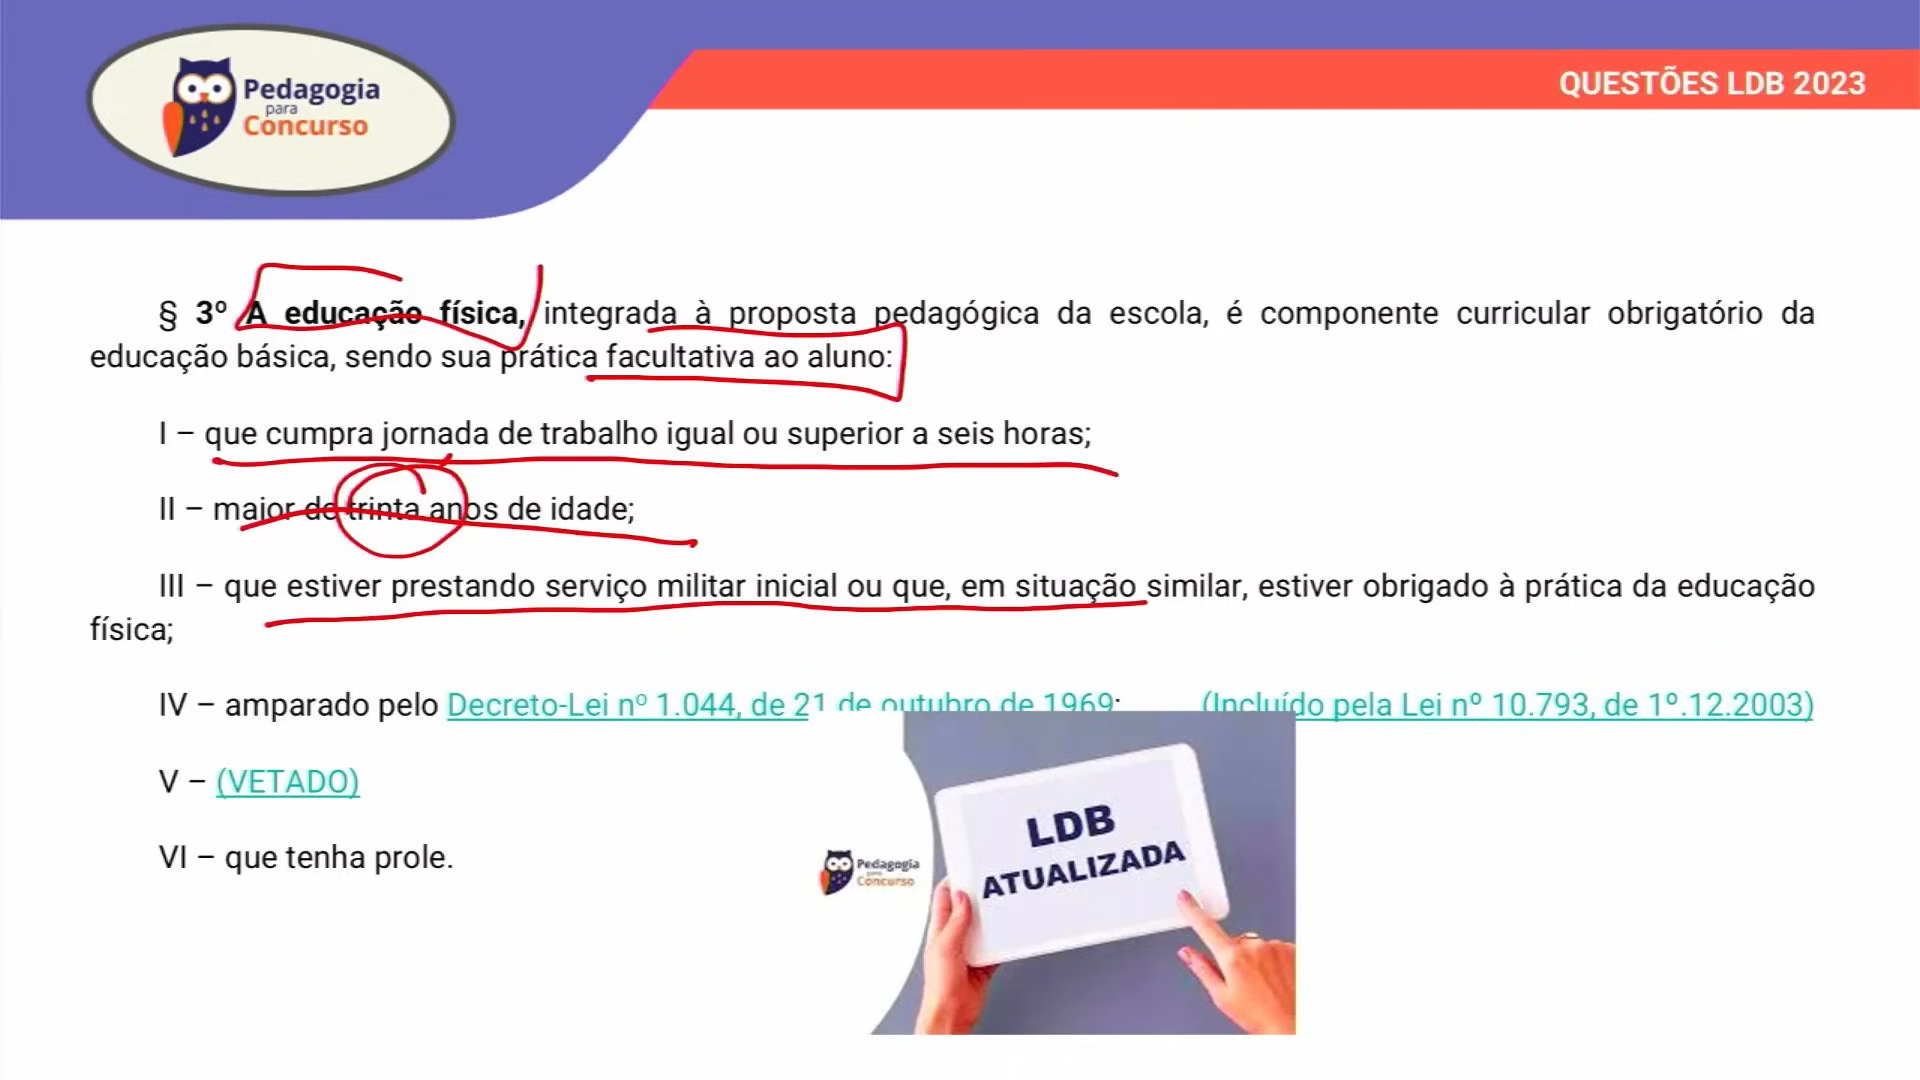 Pedagogia
para
Concurso
QUESTÕES LDB 2023
§ 3º A educação física, integrada à proposta pedagógica da escola, é componente curricular obrigatório da
educação básica, sendo sua prática facultativa ao aluno:
I – que cumpra jornada de trabalho igual ou superior a seis horas;
II – maior de trinta anos de idade;
III – que estiver prestando serviço militar inicial ou que, em situação similar, estiver obrigado à prática da educação
física;
IV – amparado pelo Decreto-Lei nº 1.044, de 21 de outubro de 1969; (Incluído pela Lei nº 10.793, de 1º.12.2003)
V – (VETADO)
VI – que tenha prole.
LDB
ATUALIZADA
Pedagogia
para
Concurso